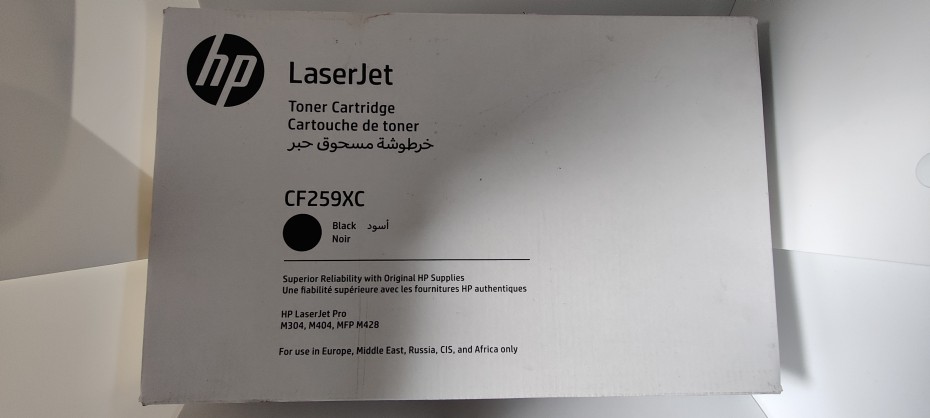 hp
LaserJet
Toner Cartridge
Cartouche de toner
خرطوشة مسحوق حبر
CF259XC
Black أسود
Noir
Superior Reliability with Original HP Supplies
Une fiabilité supérieure avec les fournitures HP authentiques
HP LaserJet Pro
M304, M404, MFP M428
For use in Europe, Middle East, Russia, CIS, and Africa only